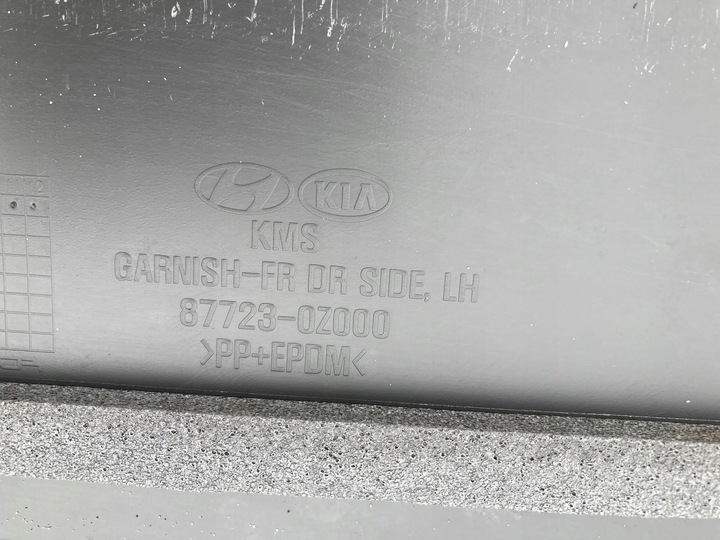 KIA
KMS
GARNISH-FR DR SIDE, LH
87723-0Z000
>PP+EPDM<